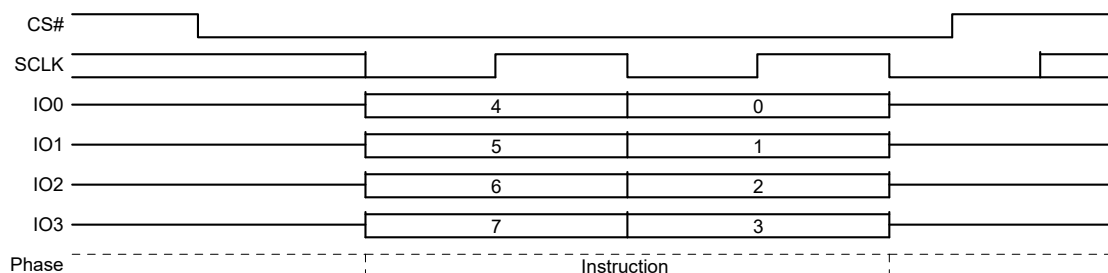 CS#
SCLK
IO0 4 0
IO1 5 1
IO2 6 2
IO3 7 3
Phase Instruction